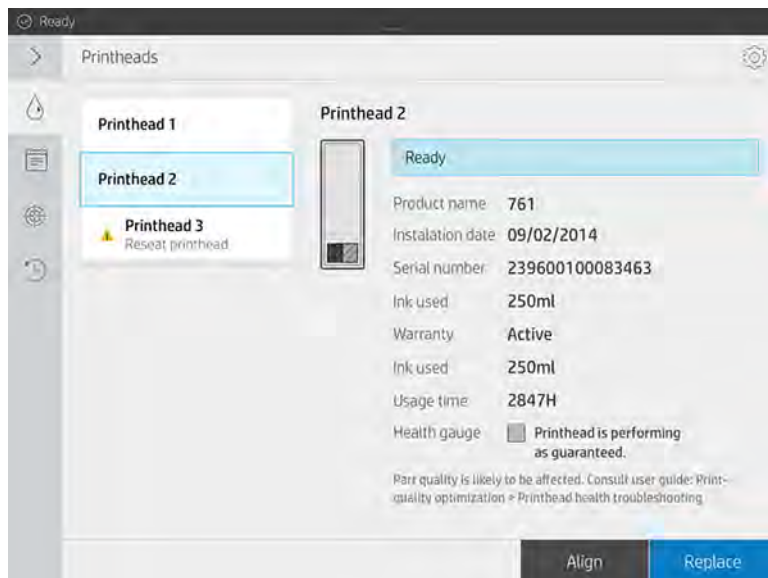 Ready
Printheads
Printhead 1
Printhead 2
Printhead 3
Reseat printhead
Printhead 2
Ready
Product name 761
Instalation date 09/02/2014
Serial number 239600100083463
Ink used 250ml
Warranty Active
Ink used 250ml
Usage time 2847H
Health gauge Printhead is performing
as guaranteed.
Parr quality is likely to be affected. Consult user guide: Print-
quality optimization > Printhead health troubleshooting
Align
Replace